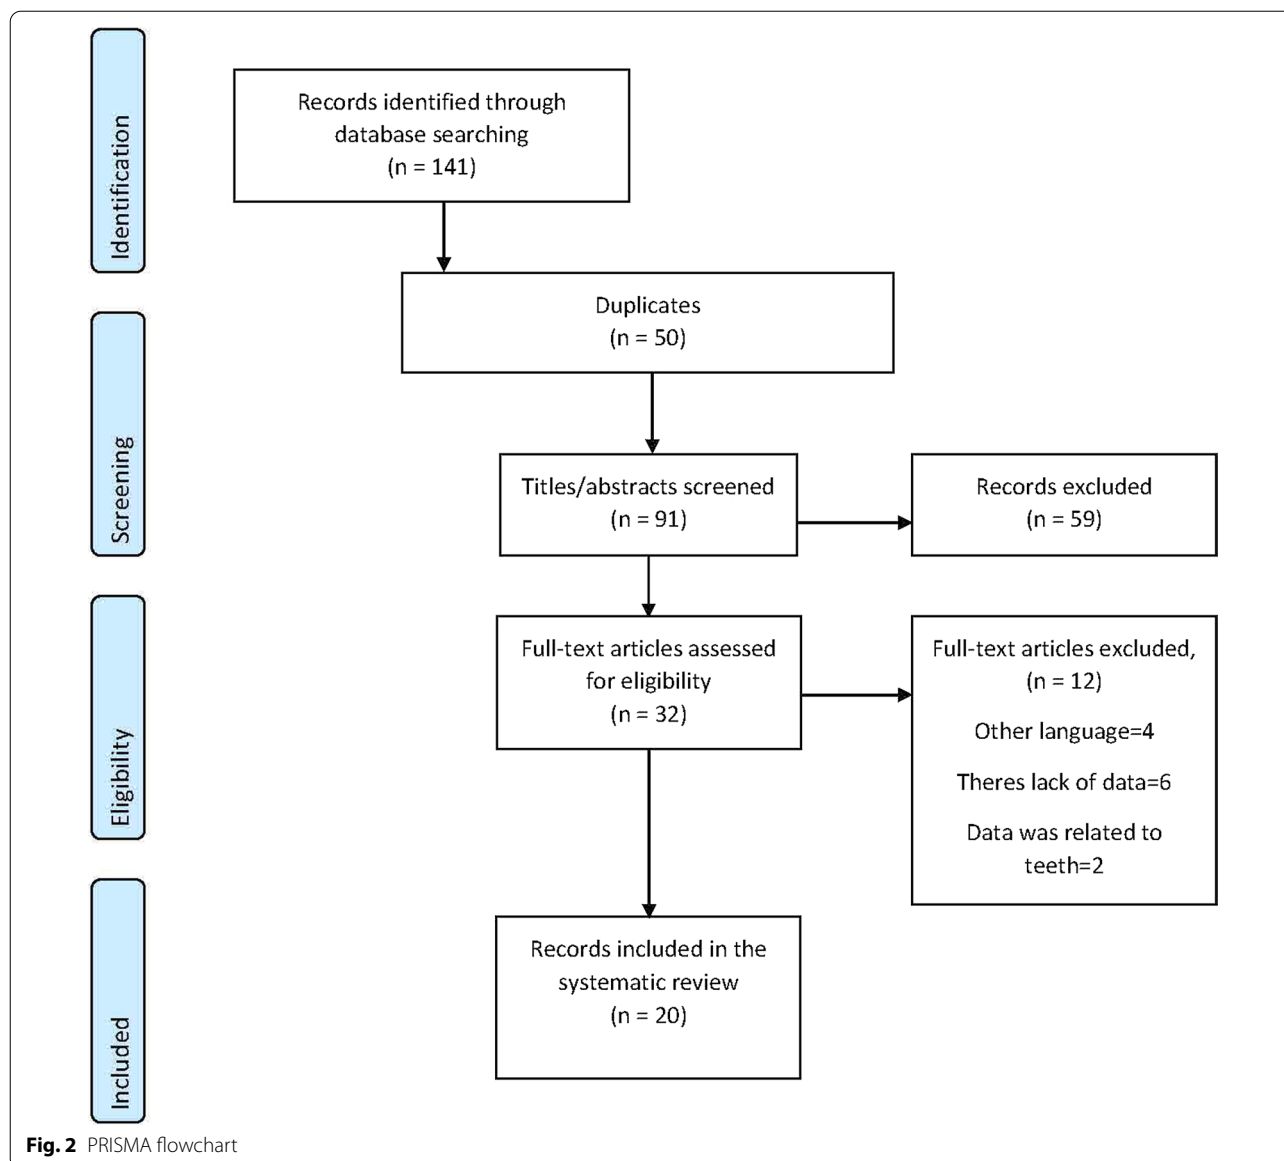 Identification
Records identified through
database searching
(n = 141)
Duplicates
(n = 50)
Screening
Titles/abstracts screened
(n = 91)
Records excluded
(n = 59)
Eligibility
Full-text articles assessed
for eligibility
(n = 32)
Full-text articles excluded,
(n = 12)
Other language=4
Theres lack of data=6
Data was related to
teeth=2
Included
Records included in the
systematic review
(n = 20)
Fig. 2 PRISMA flowchart